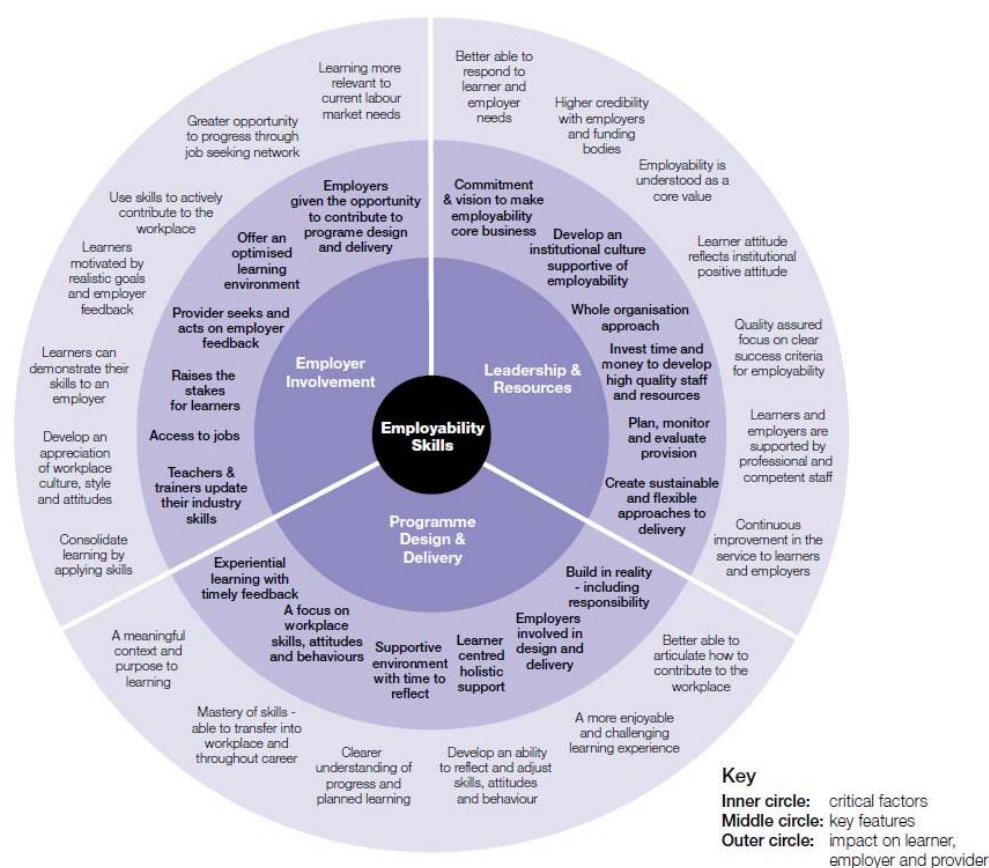 Learning more
relevant to
current labour
market needs
Greater opportunity
to progress through
job seeking network
Use skills to actively
contribute to the
workplace
Learners
motivated by
realistic goals
and employer
feedback
Learners can
demonstrate their
skills to an
employer
Develop an
appreciation
of workplace
culture, style
and attitudes
Consolidate
learning by
applying skills
Better able to
respond to
learner and
employer
needs
Higher credibility
with employers
and funding
bodies
Employability is
understood as a
core value
Learner attitude
reflects institutional
positive attitude
Quality assured
focus on clear
success criteria
for employability
Learners and
employers are
supported by
professional and
competent staff
Continuous
improvement in the
service to learners
and employers
Employers
given the opportunity
to contribute to
programe design
and delivery
Offer an
optimised
learning
environment
Provider seeks and
acts on employer
feedback
Raises the
stakes
for learners
Access to jobs
Teachers &
trainers update
their industry
skills
Commitment
& vision to make
employability
core business
Develop an
institutional culture
supportive of
employability
Whole organisation
approach
Invest time and
money to develop
high quality staff
and resources
Plan, monitor
and evaluate
provision
Create sustainable
and flexible
approaches to
delivery
Employer
Involvement
Leadership &
Resources
Employability
Skills
Programme
Design &
Delivery
Experiential
learning with
timely feedback
A focus on
workplace
skills, attitudes
and behaviours
Supportive
environment
with time to
reflect
Learner
centred
holistic
support
Employers
involved in
design and
delivery
Build in reality
- including
responsibility
A meaningful
context and
purpose to
learning
Mastery of skills -
able to transfer into
workplace and
throughout career
Clearer
understanding of
progress and
planned learning
Develop an ability
to reflect and adjust
skills, attitudes
and behaviour
A more enjoyable
and challenging
learning experience
Better able to
articulate how to
contribute to the
workplace
Key
Inner circle: critical factors
Middle circle: key features
Outer circle: impact on learner,
employer and provider